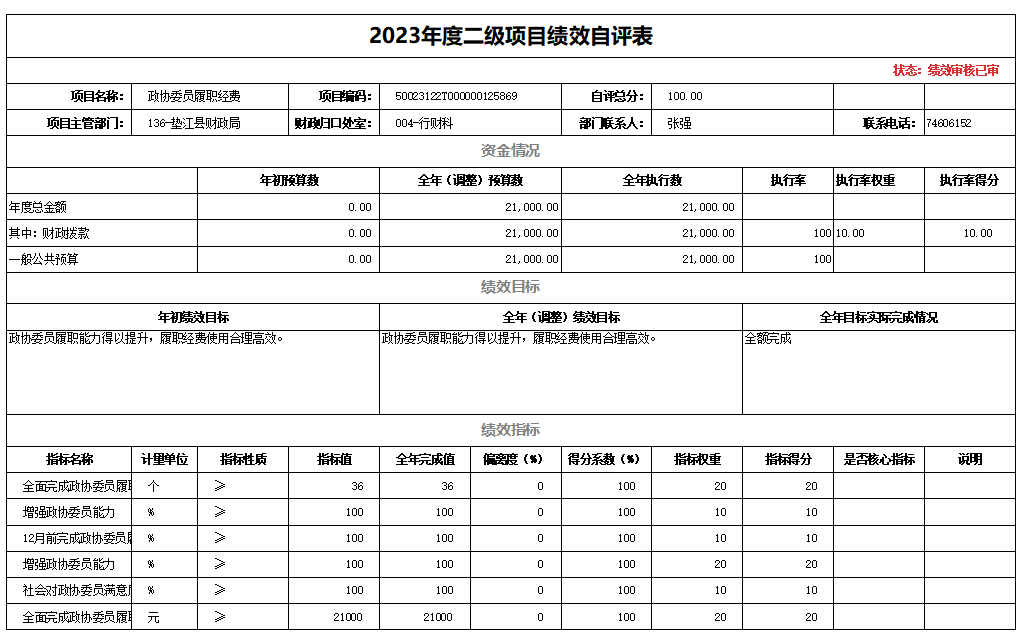 2023年度二级项目绩效自评表
状态：绩效审核已审
项目名称： 政协委员履职经费 项目编码： 50023122T000000125869 自评总分： 100.00
项目主管部门： 136-垫江县财政局 财政归口处室： 004-行财科 部门联系人： 张强 联系电话： 74606152
资金情况
年初预算数 全年（调整）预算数 全年执行数 执行率 执行率权重 执行率得分
年度总金额 0.00 21,000.00 21,000.00
其中：财政拨款 0.00 21,000.00 21,000.00 100 10.00 10.00
一般公共预算 0.00 21,000.00 21,000.00 100
绩效目标
年初绩效目标 全年（调整）绩效目标 全年目标实际完成情况
政协委员履职能力得以提升，履职经费使用合理高效。 政协委员履职能力得以提升，履职经费使用合理高效。 全额完成
绩效指标
指标名称 计量单位 指标性质 指标值 全年完成值 偏离度（%） 得分系数（%） 指标权重 指标得分 是否核心指标 说明
全面完成政协委员履 个 ≥ 36 36 0 100 20 20
增强政协委员能力 % ≥ 100 100 0 100 10 10
12月前完成政协委员 % ≥ 100 100 0 100 10 10
增强政协委员能力 % ≥ 100 100 0 100 20 20
社会对政协委员满意 % ≥ 100 100 0 100 10 10
全面完成政协委员履 元 ≥ 21000 21000 0 100 20 20